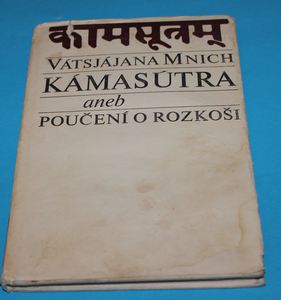 कामसूत्रम्
VÁTSJÁJANA MNICH
KÁMASÚTRA
aneb
POUČENÍ O ROZKOŠI